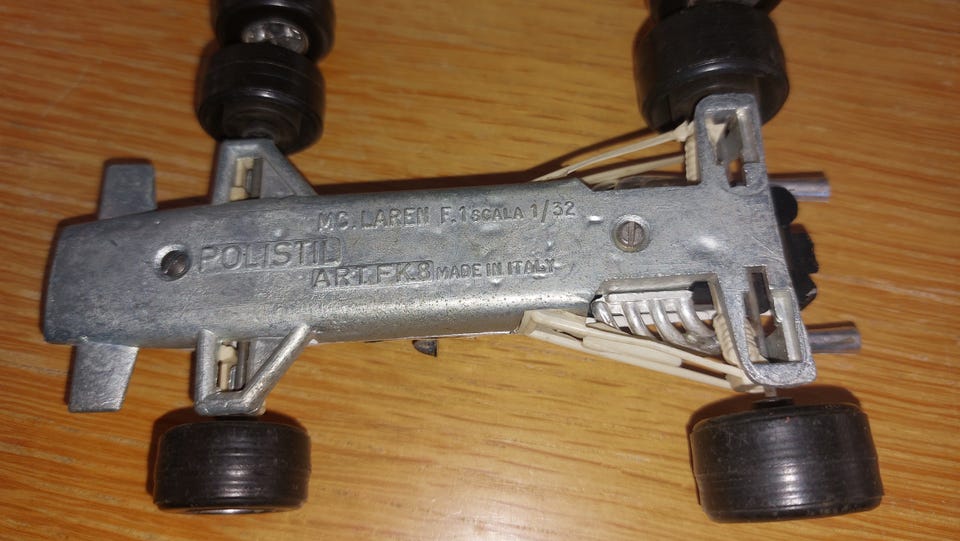 MC. LAREN F.1 SCALA 1/32
POLISTIL
ART. FK.8 MADE IN ITALY